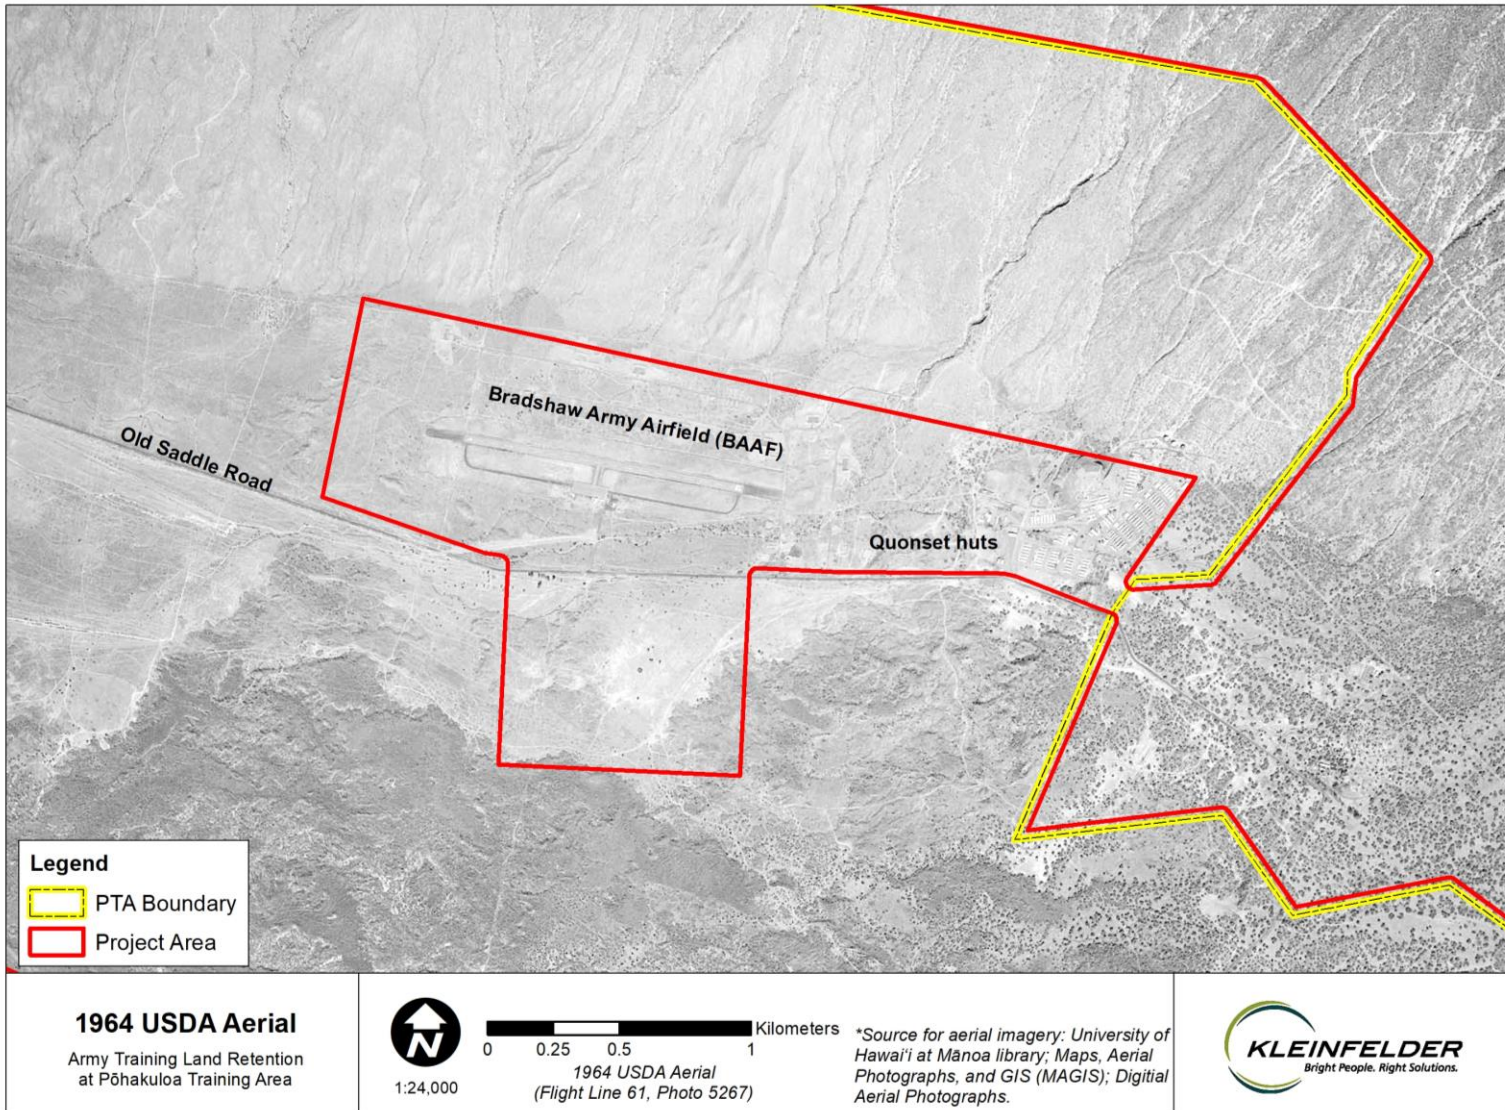 Bradshaw Army Airfield (BAAF)
Old Saddle Road
Quonset huts
Legend
PTA Boundary
Project Area
1964 USDA Aerial
Army Training Land Retention
at Pōhakuloa Training Area
N
1:24,000
Kilometers
0 0.25 0.5 1
1964 USDA Aerial
(Flight Line 61, Photo 5267)
*Source for aerial imagery: University of
Hawaiʻi at Mānoa library; Maps, Aerial
Photographs, and GIS (MAGIS); Digitial
Aerial Photographs.
KLEINFELDER
Bright People. Right Solutions.